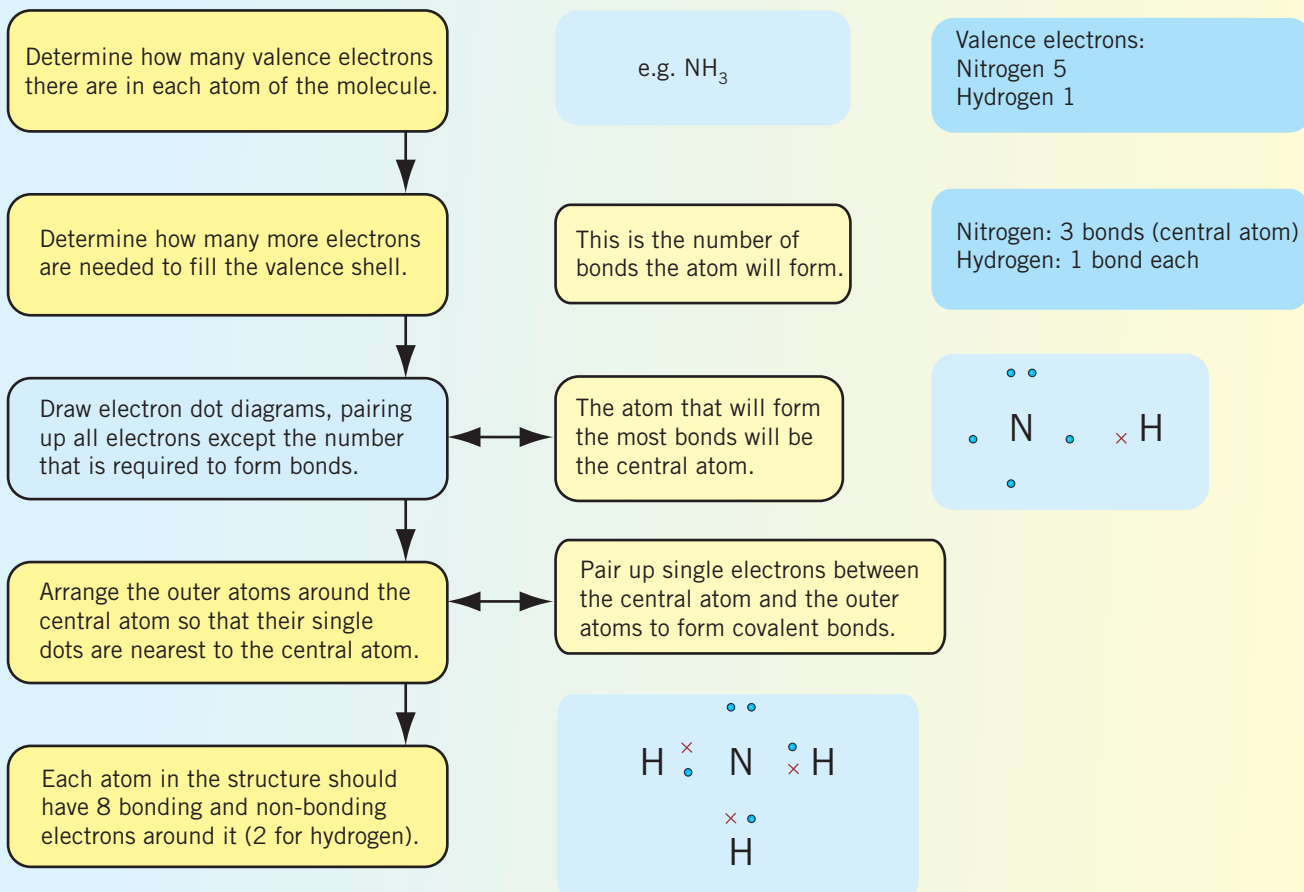 Determine how many valence electrons
there are in each atom of the molecule.
e.g. NH₃
Valence electrons:
Nitrogen 5
Hydrogen 1
Determine how many more electrons
are needed to fill the valence shell.
This is the number of
bonds the atom will form.
Nitrogen: 3 bonds (central atom)
Hydrogen: 1 bond each
Draw electron dot diagrams, pairing
up all electrons except the number
that is required to form bonds.
The atom that will form
the most bonds will be
the central atom.
N × H
Arrange the outer atoms around the
central atom so that their single
dots are nearest to the central atom.
Pair up single electrons between
the central atom and the outer
atoms to form covalent bonds.
Each atom in the structure should
have 8 bonding and non-bonding
electrons around it (2 for hydrogen).
H × N × H
×
H